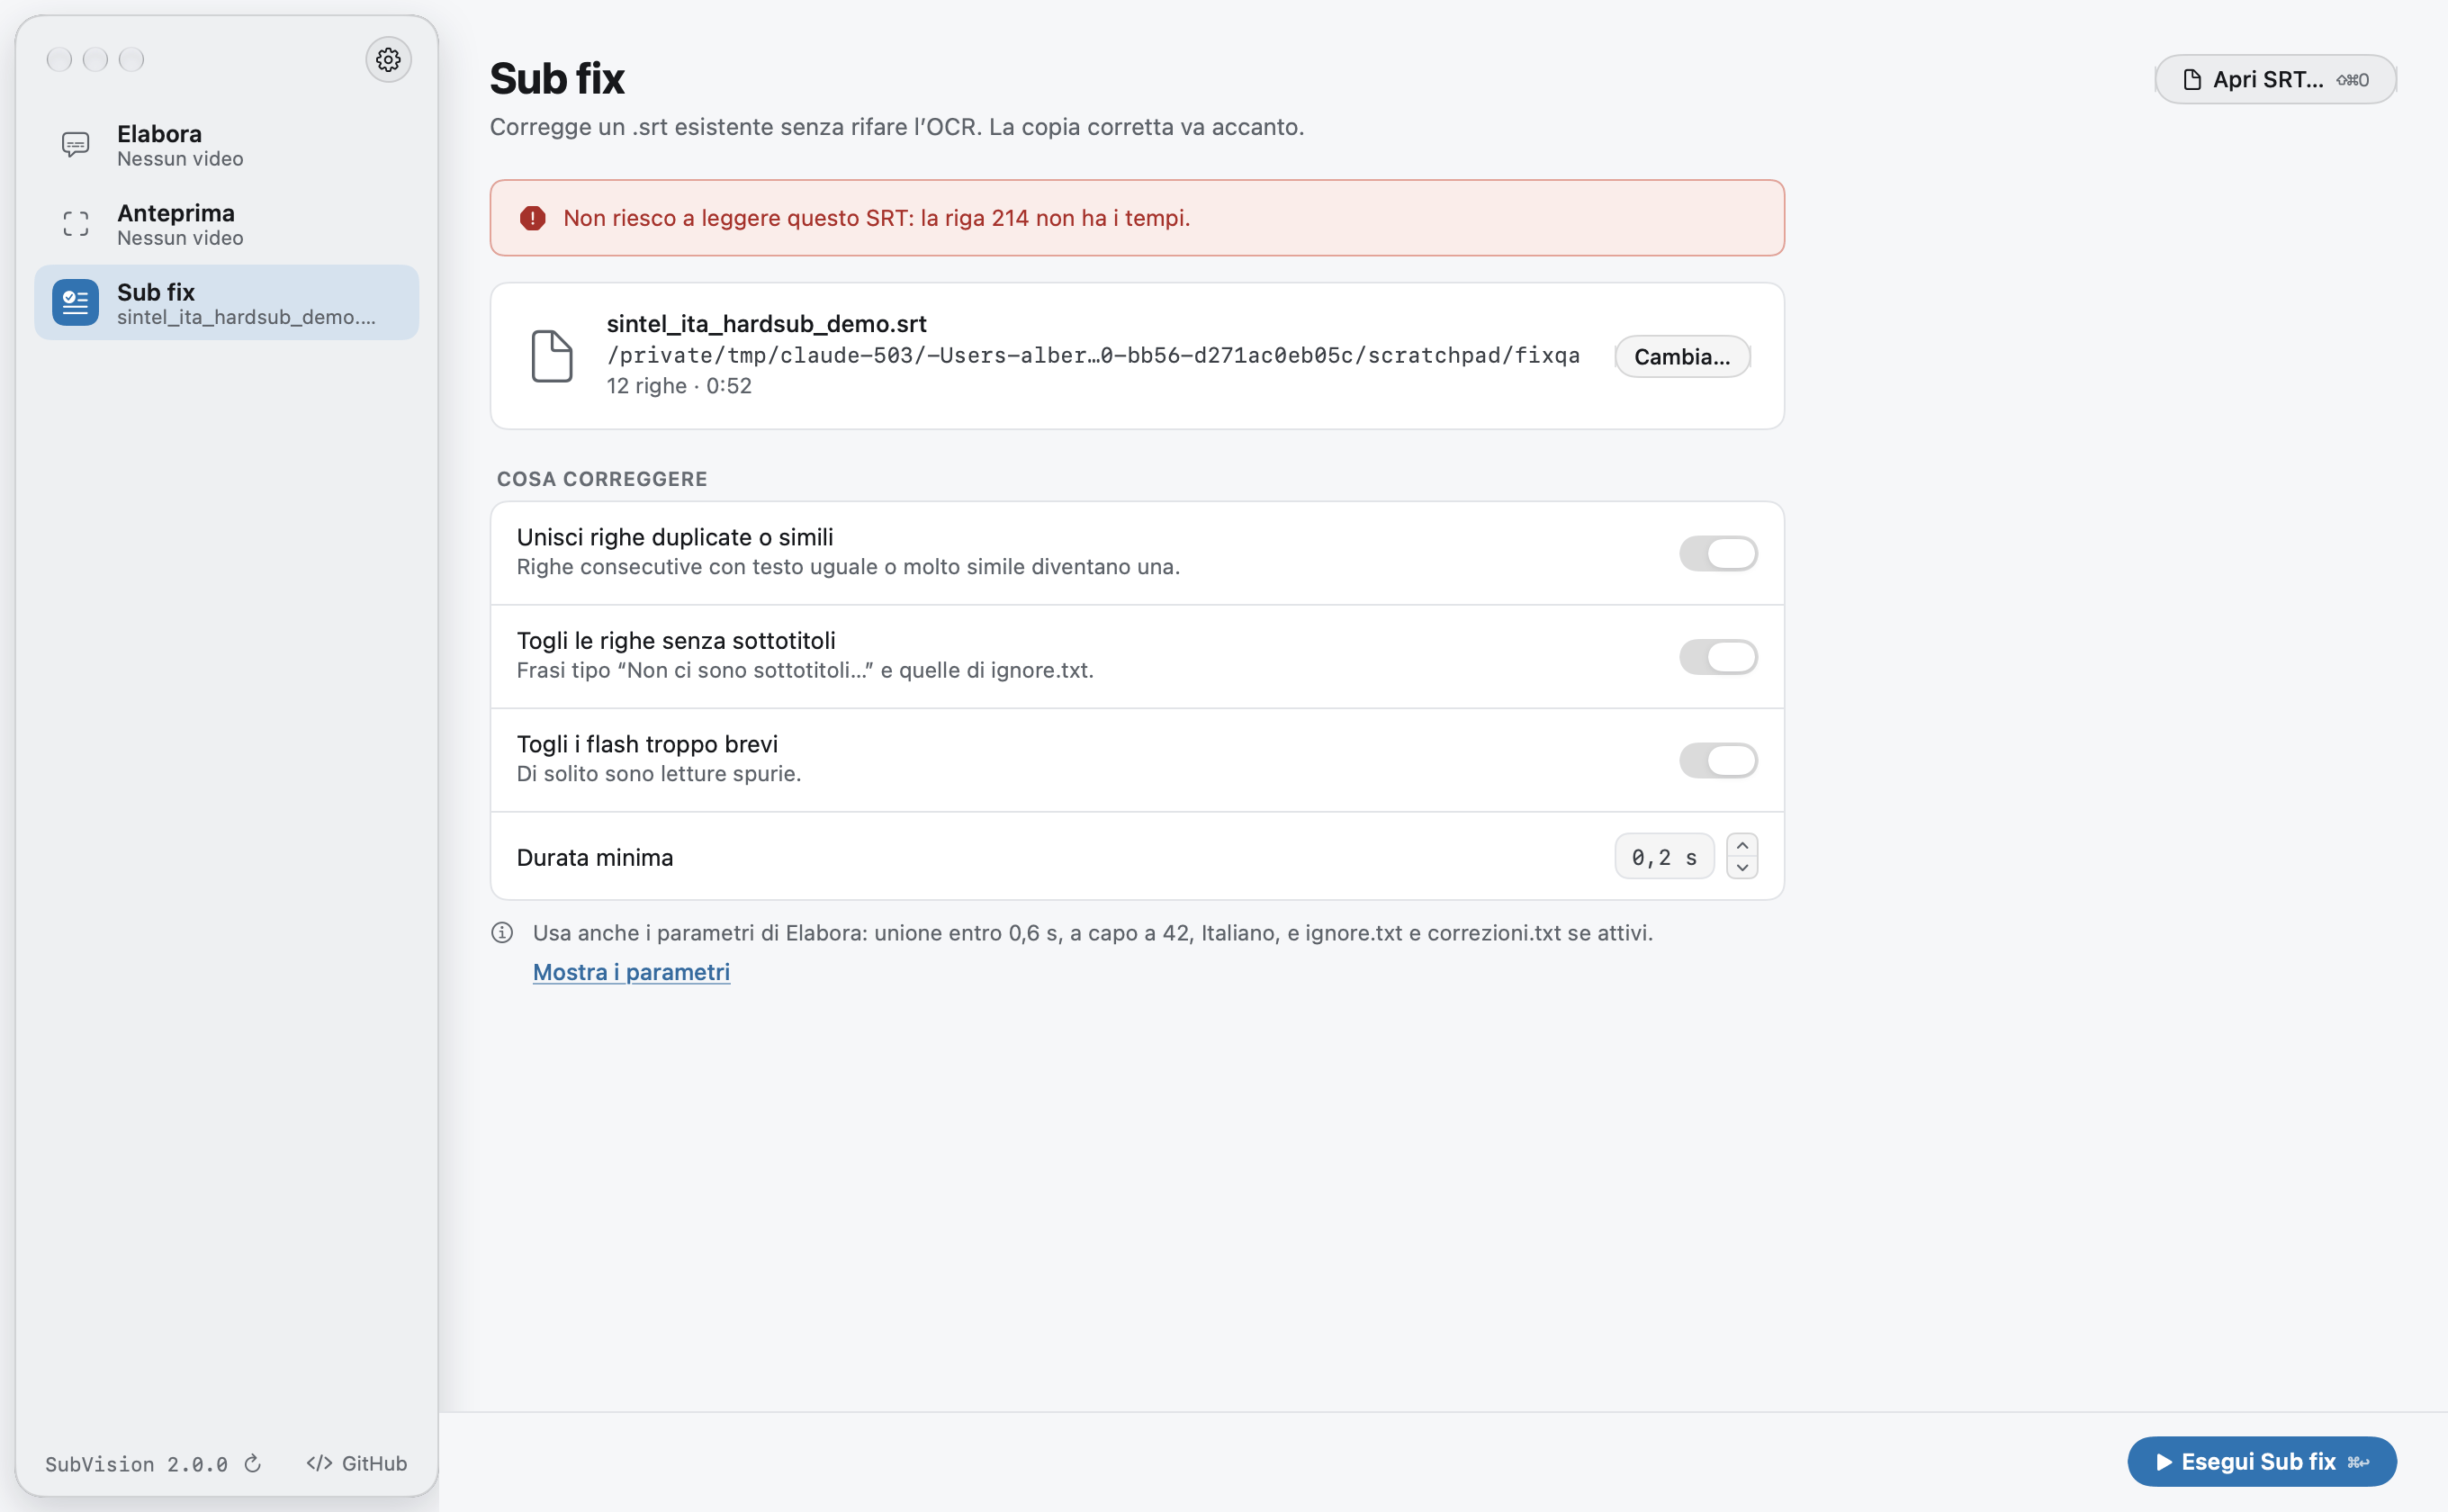 Elabora
Nessun video
Anteprima
Nessun video
Sub fix
sintel_ita_hardsub_demo....
SubVision 2.0.0
</> GitHub
Sub fix
Corregge un .srt esistente senza rifare l’OCR. La copia corretta va accanto.
Apri SRT... ⇧⌘O
Non riesco a leggere questo SRT: la riga 214 non ha i tempi.
sintel_ita_hardsub_demo.srt
/private/tmp/claude-503/-Users-alber…0-bb56-d271ac0eb05c/scratchpad/fixqa
12 righe · 0:52
Cambia...
COSA CORREGGERE
Unisci righe duplicate o simili
Righe consecutive con testo uguale o molto simile diventano una.
Togli le righe senza sottotitoli
Frasi tipo “Non ci sono sottotitoli...” e quelle di ignore.txt.
Togli i flash troppo brevi
Di solito sono letture spurie.
Durata minima
0,2 s
Usa anche i parametri di Elabora: unione entro 0,6 s, a capo a 42, Italiano, e ignore.txt e correzioni.txt se attivi.
Mostra i parametri
Esegui Sub fix ⌘↩